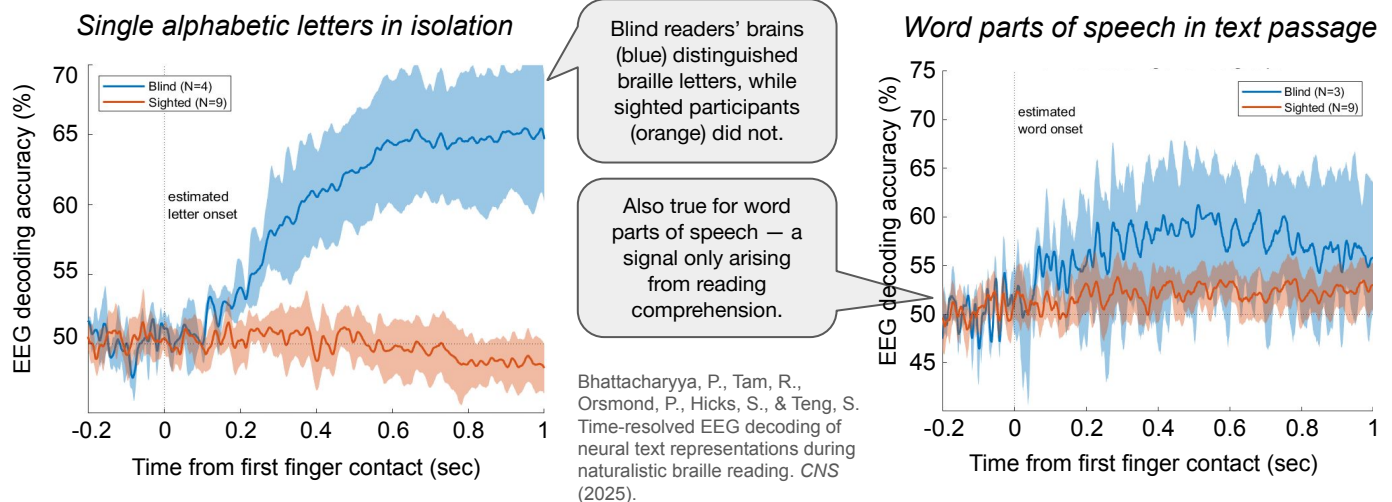 Single alphabetic letters in isolation
EEG decoding accuracy (%)
70
65
60
55
50
Blind (N=4)
Sighted (N=9)
estimated
letter onset
-0.2
0
0.2
0.4
0.6
0.8
1
Time from first finger contact (sec)
Blind readers’ brains
(blue) distinguished
braille letters, while
sighted participants
(orange) did not.
Also true for word
parts of speech — a
signal only arising
from reading
comprehension.
Bhattacharyya, P., Tam, R.,
Orsmond, P., Hicks, S., & Teng, S.
Time-resolved EEG decoding of
neural text representations during
naturalistic braille reading. CNS
(2025).
Word parts of speech in text passage
EEG decoding accuracy (%)
75
70
65
60
55
50
45
Blind (N=3)
Sighted (N=9)
estimated
word onset
-0.2
0
0.2
0.4
0.6
0.8
1
Time from first finger contact (sec)